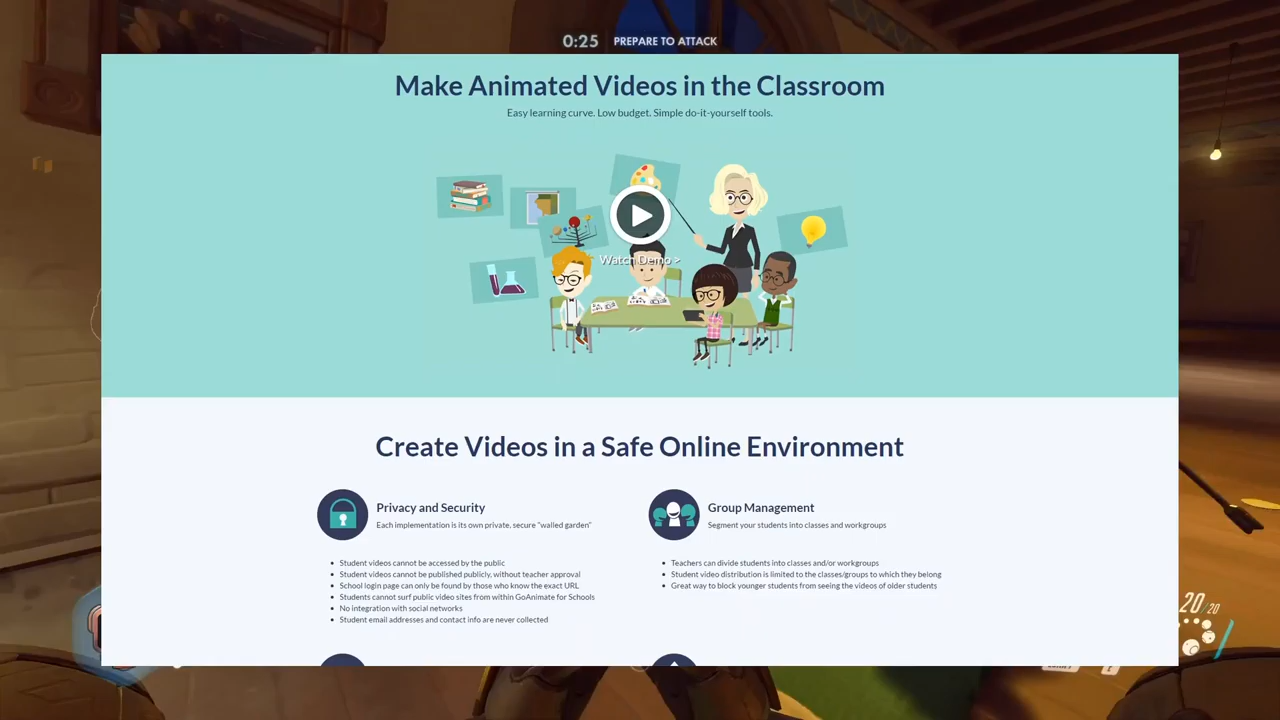 0:25 PREPARE TO ATTACK
Make Animated Videos in the Classroom
Easy learning curve. Low budget. Simple do-it-yourself tools.
Watch Demo >
Create Videos in a Safe Online Environment
Privacy and Security
Each implementation is its own private, secure "walled garden"
Student videos cannot be accessed by the public
Student videos cannot be published publicly, without teacher approval
School login page can only be found by those who know the exact URL
Students cannot surf public video sites from within GoAnimate for Schools
No integration with social networks
Student email addresses and contact info are never collected
Group Management
Segment your students into classes and workgroups
Teachers can divide students into classes and/or workgroups
Student video distribution is limited to the classes/groups to which they belong
Great way to block younger students from seeing the videos of older students
20/20